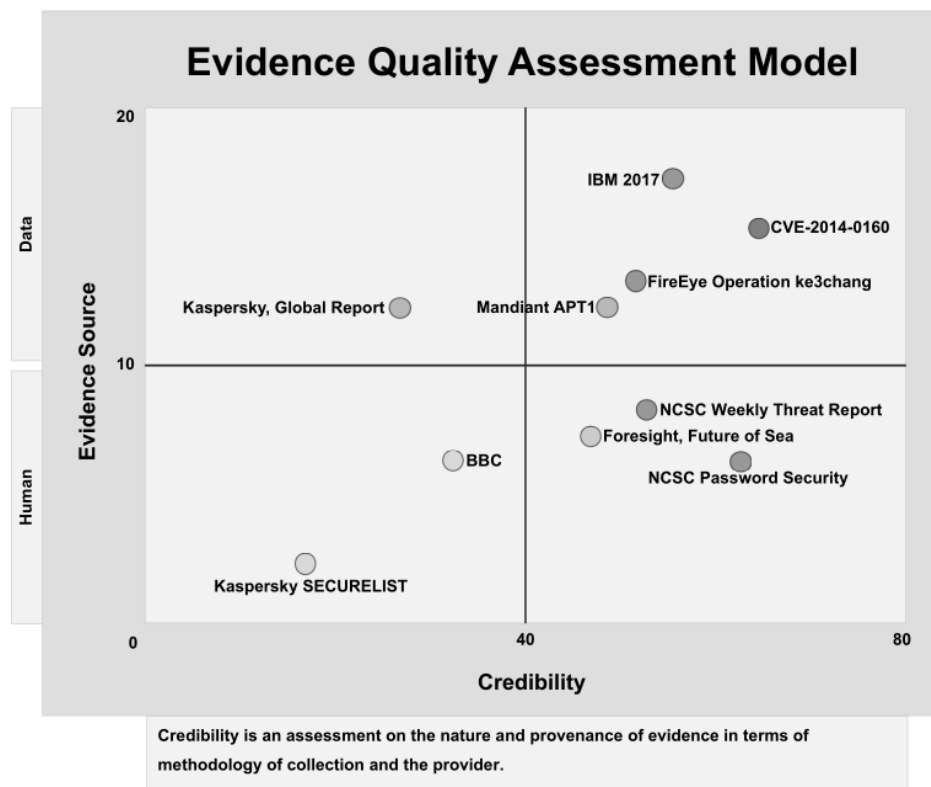 Evidence Quality Assessment Model
20
IBM 2017
CVE-2014-0160
Data
FireEye Operation ke3chang
Kaspersky, Global Report
Mandiant APT1
Evidence Source
10
NCSC Weekly Threat Report
Foresight, Future of Sea
BBC
NCSC Password Security
Human
Kaspersky SECURELIST
0
40
80
Credibility
Credibility is an assessment on the nature and provenance of evidence in terms of
methodology of collection and the provider.